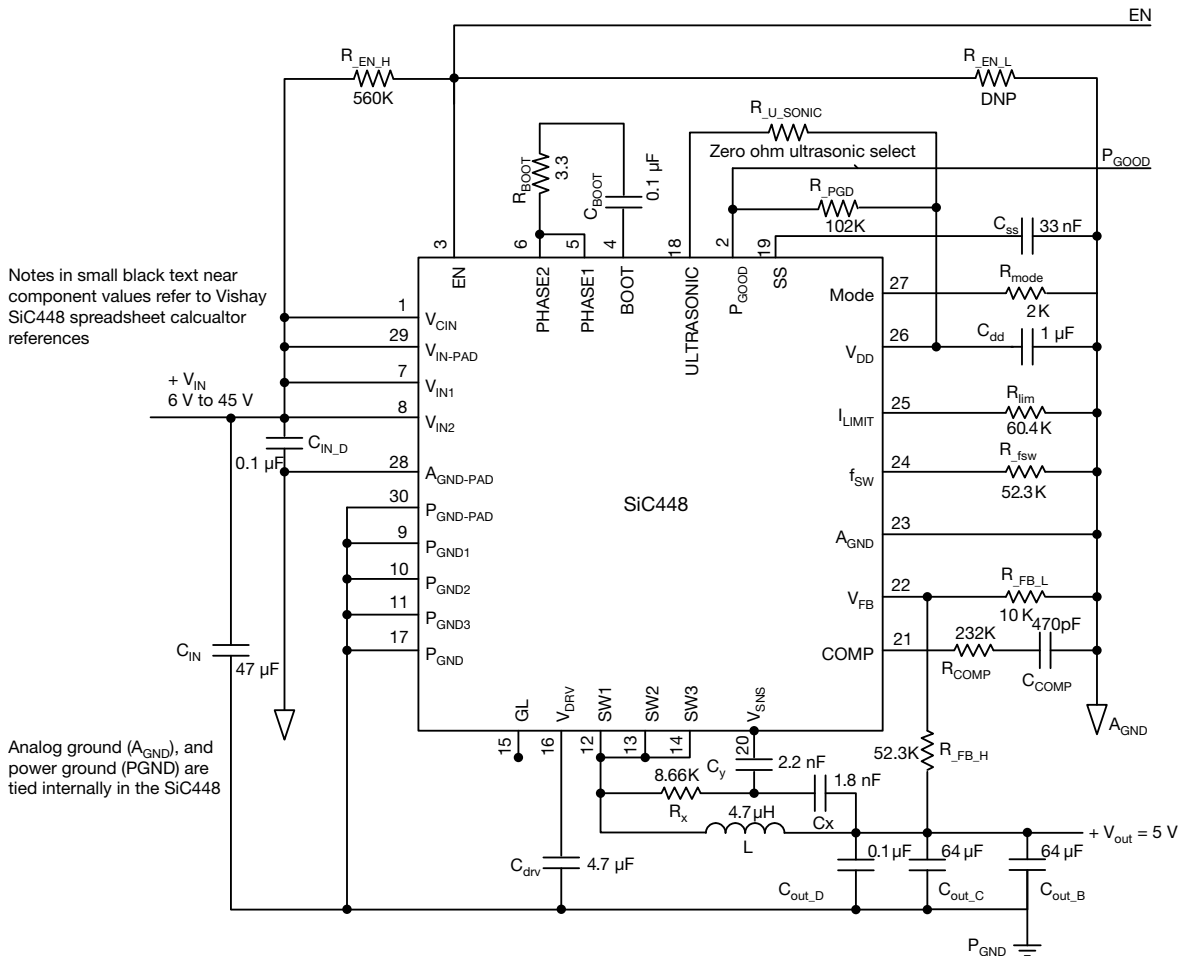 EN
R_EN_H
560K
R_EN_L
DNP
R_U_SONIC
Zero ohm ultrasonic select
P_GOOD
R_BOOT
3.3
C_BOOT
0.1 µF
R_PGD
102K
C_ss
33 nF
3
6
5
4
18
2
19
EN
PHASE2
PHASE1
BOOT
ULTRASONIC
P_GOOD
SS
Notes in small black text near
component values refer to Vishay
SiC448 spreadsheet calcualtor
references
1
V_CIN
29
V_IN-PAD
7
V_IN1
8
V_IN2
28
A_GND-PAD
30
P_GND-PAD
9
P_GND1
10
P_GND2
11
P_GND3
17
P_GND
+ V_IN
6 V to 45 V
C_IN_D
0.1 µF
C_IN
47 µF
SiC448
Mode
27
R_mode
2K
V_DD
26
C_dd
1 µF
I_LIMIT
25
R_lim
60.4K
f_SW
24
R_fsw
52.3K
A_GND
23
V_FB
22
R_FB_L
10 K
COMP
21
232K
R_COMP
470pF
C_COMP
A_GND
GL
V_DRV
SW1
SW2
SW3
V_SNS
15
16
12
13
14
20
Analog ground (A_GND), and
power ground (PGND) are
tied internally in the SiC448
8.66K
R_x
C_y
2.2 nF
1.8 nF
Cx
4.7µH
L
52.3K
R_FB_H
+ V_out = 5 V
C_drv
4.7 µF
0.1µF
C_out_D
64 µF
C_out_C
64 µF
C_out_B
P_GND